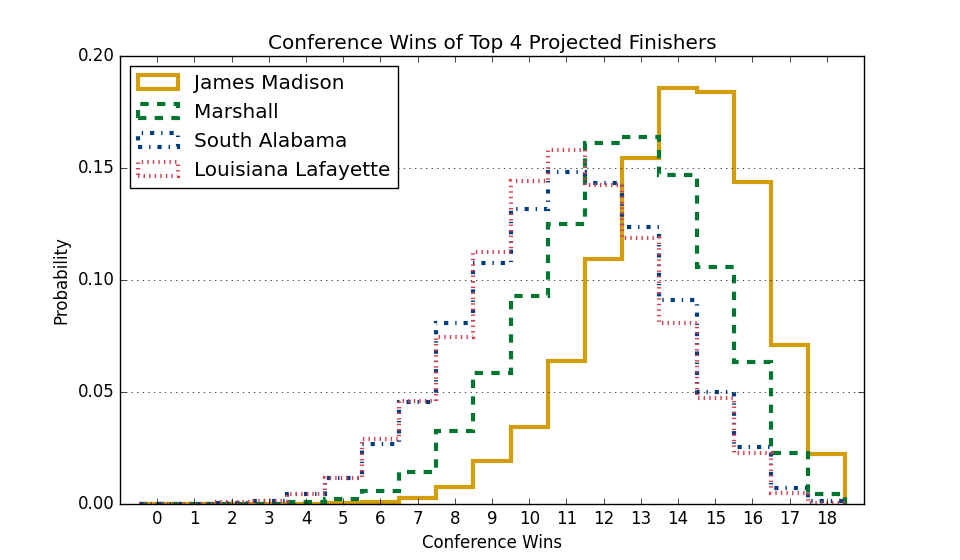 Conference Wins of Top 4 Projected Finishers
0.20
James Madison
Marshall
South Alabama
Louisiana Lafayette
0.15
Probability
0.10
0.05
0.00
0 1 2 3 4 5 6 7 8 9 10 11 12 13 14 15 16 17 18
Conference Wins